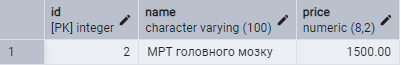 id name price
[PK] integer character varying (100) numeric (8,2)
1 2 МРТ головного мозку 1500.00